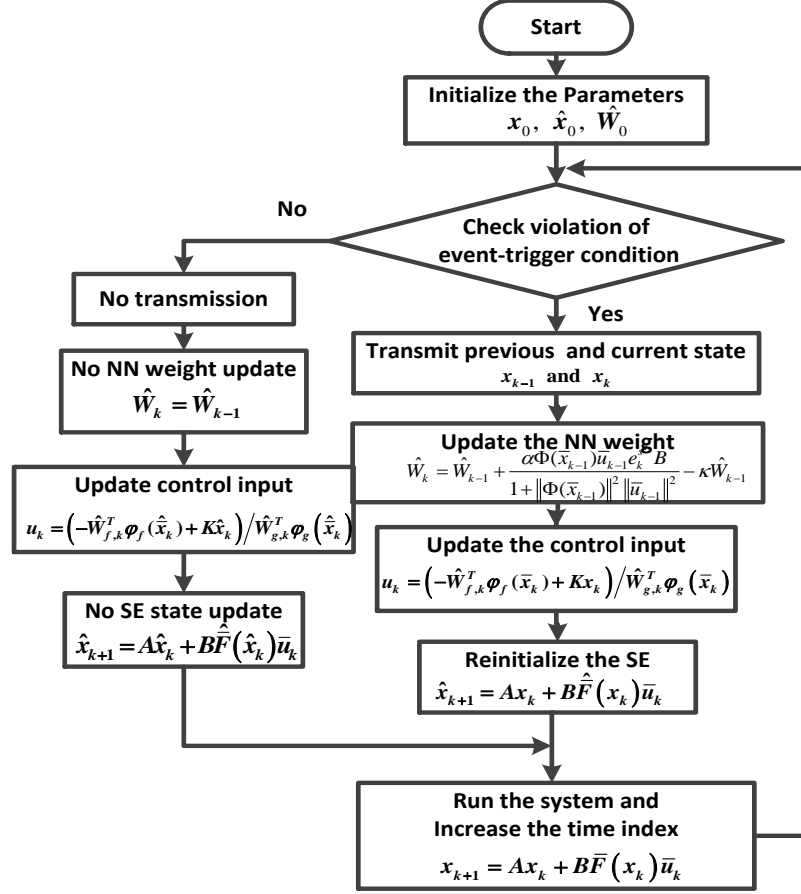 Start
Initialize the Parameters
x₀, x̂₀, Ŵ₀
Check violation of
event-trigger condition
No
No transmission
No NN weight update
Ŵ_k = Ŵ_{k−1}
Update control input
u_k = (−Ŵ_{f,k}^T φ_f(x̄̂_k) + Kx̂_k) / Ŵ_{g,k}^T φ_g(x̄̂_k)
No SE state update
x̂_{k+1} = Ax̂_k + BF̄̂(x̂_k)ū_k
Yes
Transmit previous and current state
x_{k−1} and x_k
Update the NN weight
Ŵ_k = Ŵ_{k−1} + αΦ(x̄_{k−1})ū_{k−1}e_k^s B / (1 + ‖Φ(x̄_{k−1})‖² ‖ū_{k−1}‖²) − κŴ_{k−1}
Update the control input
u_k = (−Ŵ_{f,k}^T φ_f(x̄_k) + Kx_k) / Ŵ_{g,k}^T φ_g(x̄_k)
Reinitialize the SE
x̂_{k+1} = Ax_k + BF̄̂(x_k)ū_k
Run the system and
Increase the time index
x_{k+1} = Ax_k + BF̄(x_k)ū_k